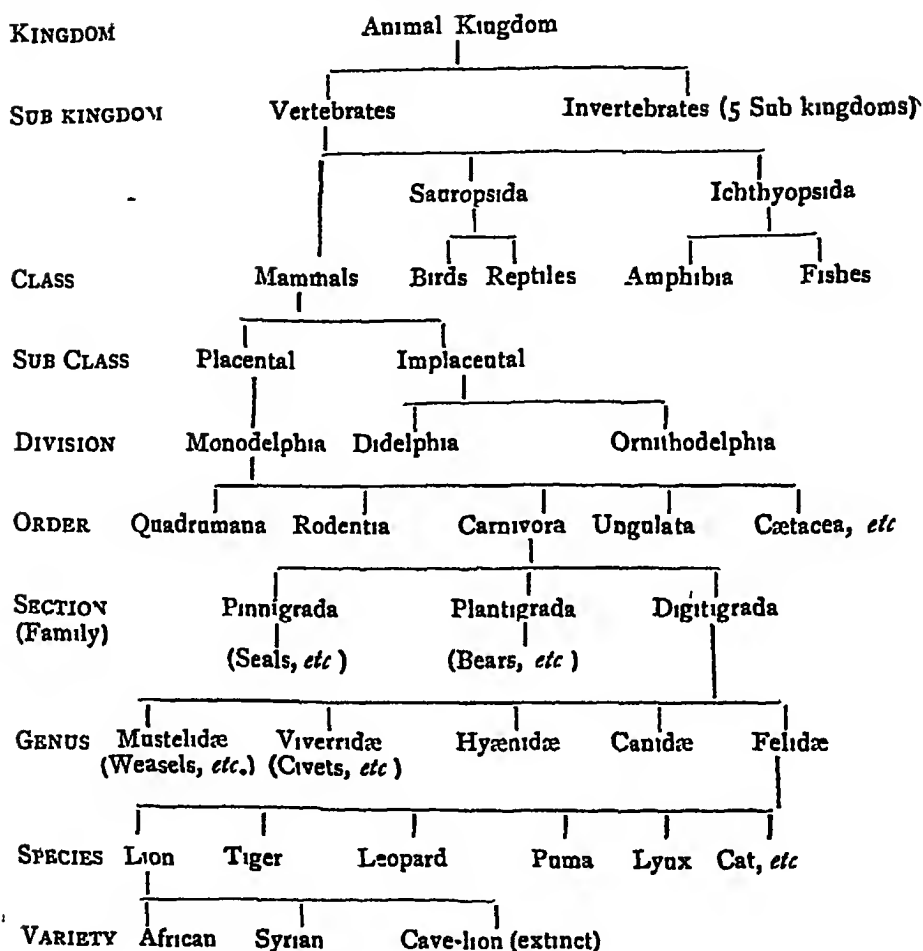 KINGDOM Animal Kingdom
SUB KINGDOM Vertebrates Invertebrates (5 Sub kingdoms)
Sauropsida Ichthyopsida
CLASS Mammals Birds Reptiles Amphibia Fishes
SUB CLASS Placental Implacental
DIVISION Monodelphia Didelphia Ornithodelphia
ORDER Quadrumana Rodentia Carnivora Ungulata Cætacea, etc
SECTION Pinnigrada Plantigrada Digitigrada
(Family)
(Seals, etc ) (Bears, etc )
GENUS Mustelidæ Viverridæ Hyænidæ Canidæ Felidæ
(Weasels, etc.) (Civets, etc )
SPECIES Lion Tiger Leopard Puma Lynx Cat, etc
VARIETY African Syrian Cave-lion (extinct)